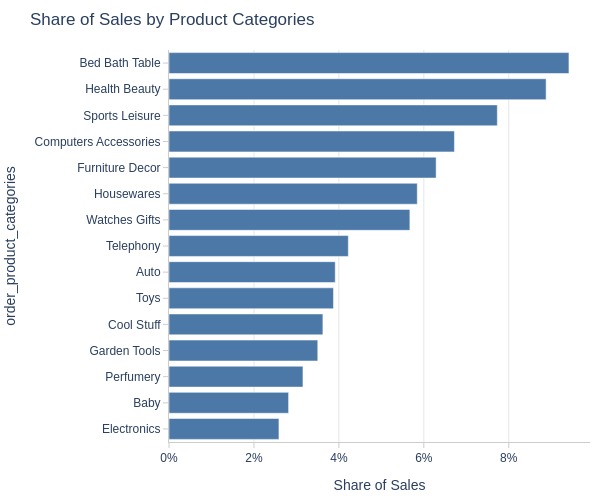 Share of Sales by Product Categories
Bed Bath Table
Health Beauty
Sports Leisure
Computers Accessories
Furniture Decor
Housewares
Watches Gifts
Telephony
Auto
Toys
Cool Stuff
Garden Tools
Perfumery
Baby
Electronics
order_product_categories
0% 2% 4% 6% 8%
Share of Sales